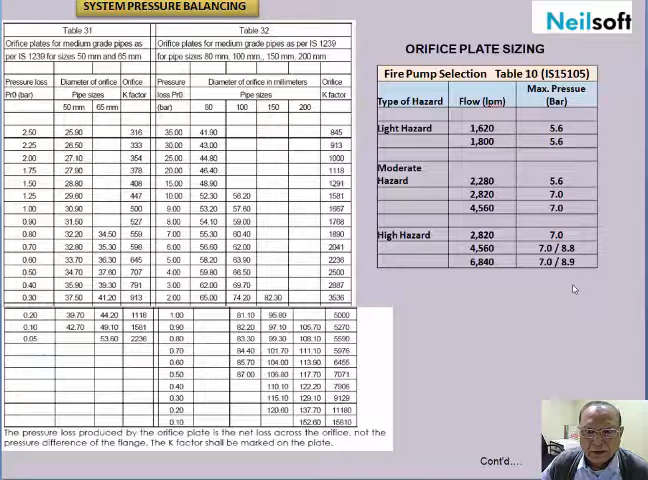 SYSTEM PRESSURE BALANCING
Neilsoft
Table 31
Orifice plates for medium grade pipes as
per IS 1239 for sizes 50 mm and 65 mm
Pressure loss Diameter of orifice Orifice
Pr0 (bar) Pipe sizes K factor
50 mm 65 mm
2.50 25.90 316
2.25 26.50 333
2.00 27.10 354
1.75 27.90 378
1.50 28.80 408
1.25 29.60 447
1.00 30.90 500
0.90 31.50 527
0.80 32.20 34.50 559
0.70 32.80 35.30 598
0.60 33.70 36.30 645
0.50 34.70 37.60 707
0.40 35.90 39.30 791
0.30 37.50 41.20 913
0.20 39.70 44.20 1118
0.10 42.70 49.10 1581
0.05 53.60 2236
Table 32
Orifice plates for medium grade pipes as per IS 1239
for pipe sizes 80 mm, 100 mm,, 150 mm, 200 mm
Pressure Diameter of orifice in millimeters Orifice
loss Pr0 Pipe sizes K factor
(bar) 80 100 150 200
35.00 41.90 845
30.00 43.00 913
25.00 44.80 1000
20.00 46.40 1118
15.00 48.90 1291
10.00 52.30 56.20 1581
9.00 53.20 57.60 1667
8.00 54.10 59.00 1768
7.00 55.30 60.40 1890
6.00 56.60 62.00 2041
5.00 58.20 63.90 2236
4.00 59.80 66.50 2500
3.00 62.00 69.70 2887
2.00 65.00 74.20 82.30 3536
1.00 81.10 95.80 5000
0.90 82.20 97.10 105.70 5270
0.80 83.30 99.30 108.10 5590
0.70 84.40 101.70 111.10 5976
0.60 85.70 104.00 113.90 6455
0.50 87.00 106.80 117.70 7071
0.40 110.10 122.20 7906
0.30 115.10 129.10 9129
0.20 120.60 137.70 11180
0.10 152.60 15810
The pressure loss produced by the orifice plate is the net loss across the orifice, not the
pressure difference of the flange. The K factor shall be marked on the plate.
ORIFICE PLATE SIZING
Fire Pump Selection Table 10 (IS15105)
Type of Hazard Flow (lpm) Max. Pressue
(Bar)
Light Hazard 1,620 5.6
1,800 5.6
Moderate
Hazard 2,280 5.6
2,820 7.0
4,560 7.0
High Hazard 2,820 7.0
4,560 7.0 / 8.8
6,840 7.0 / 8.9
Cont'd....